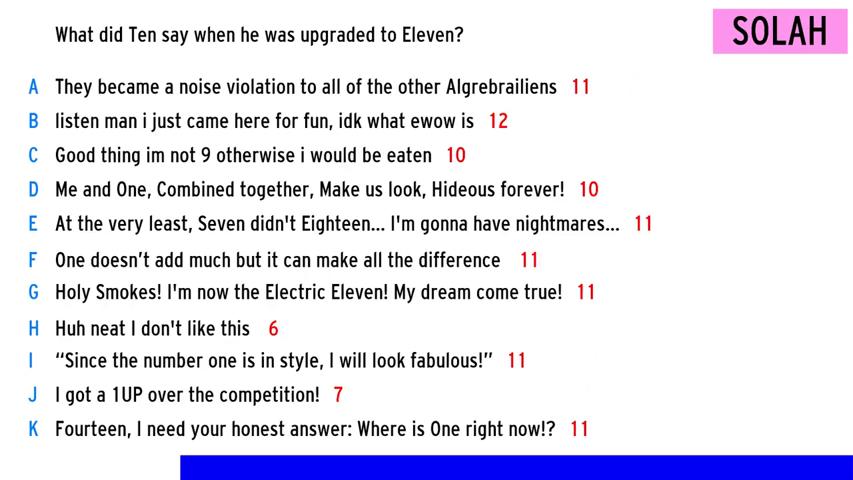 What did Ten say when he was upgraded to Eleven?
SOLAH
A They became a noise violation to all of the other Algrebrailiens 11
B listen man i just came here for fun, idk what ewow is 12
C Good thing im not 9 otherwise i would be eaten 10
D Me and One, Combined together, Make us look, Hideous forever! 10
E At the very least, Seven didn't Eighteen... I'm gonna have nightmares... 11
F One doesn’t add much but it can make all the difference 11
G Holy Smokes! I'm now the Electric Eleven! My dream come true! 11
H Huh neat I don't like this 6
I “Since the number one is in style, I will look fabulous!” 11
J I got a 1UP over the competition! 7
K Fourteen, I need your honest answer: Where is One right now!? 11